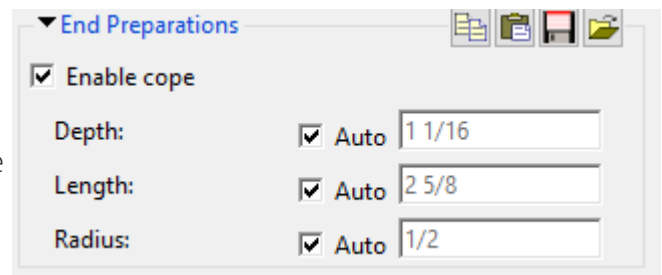 End Preparations
Enable cope
Depth: Auto 1 1/16
e
Length: Auto 2 5/8
Radius: Auto 1/2